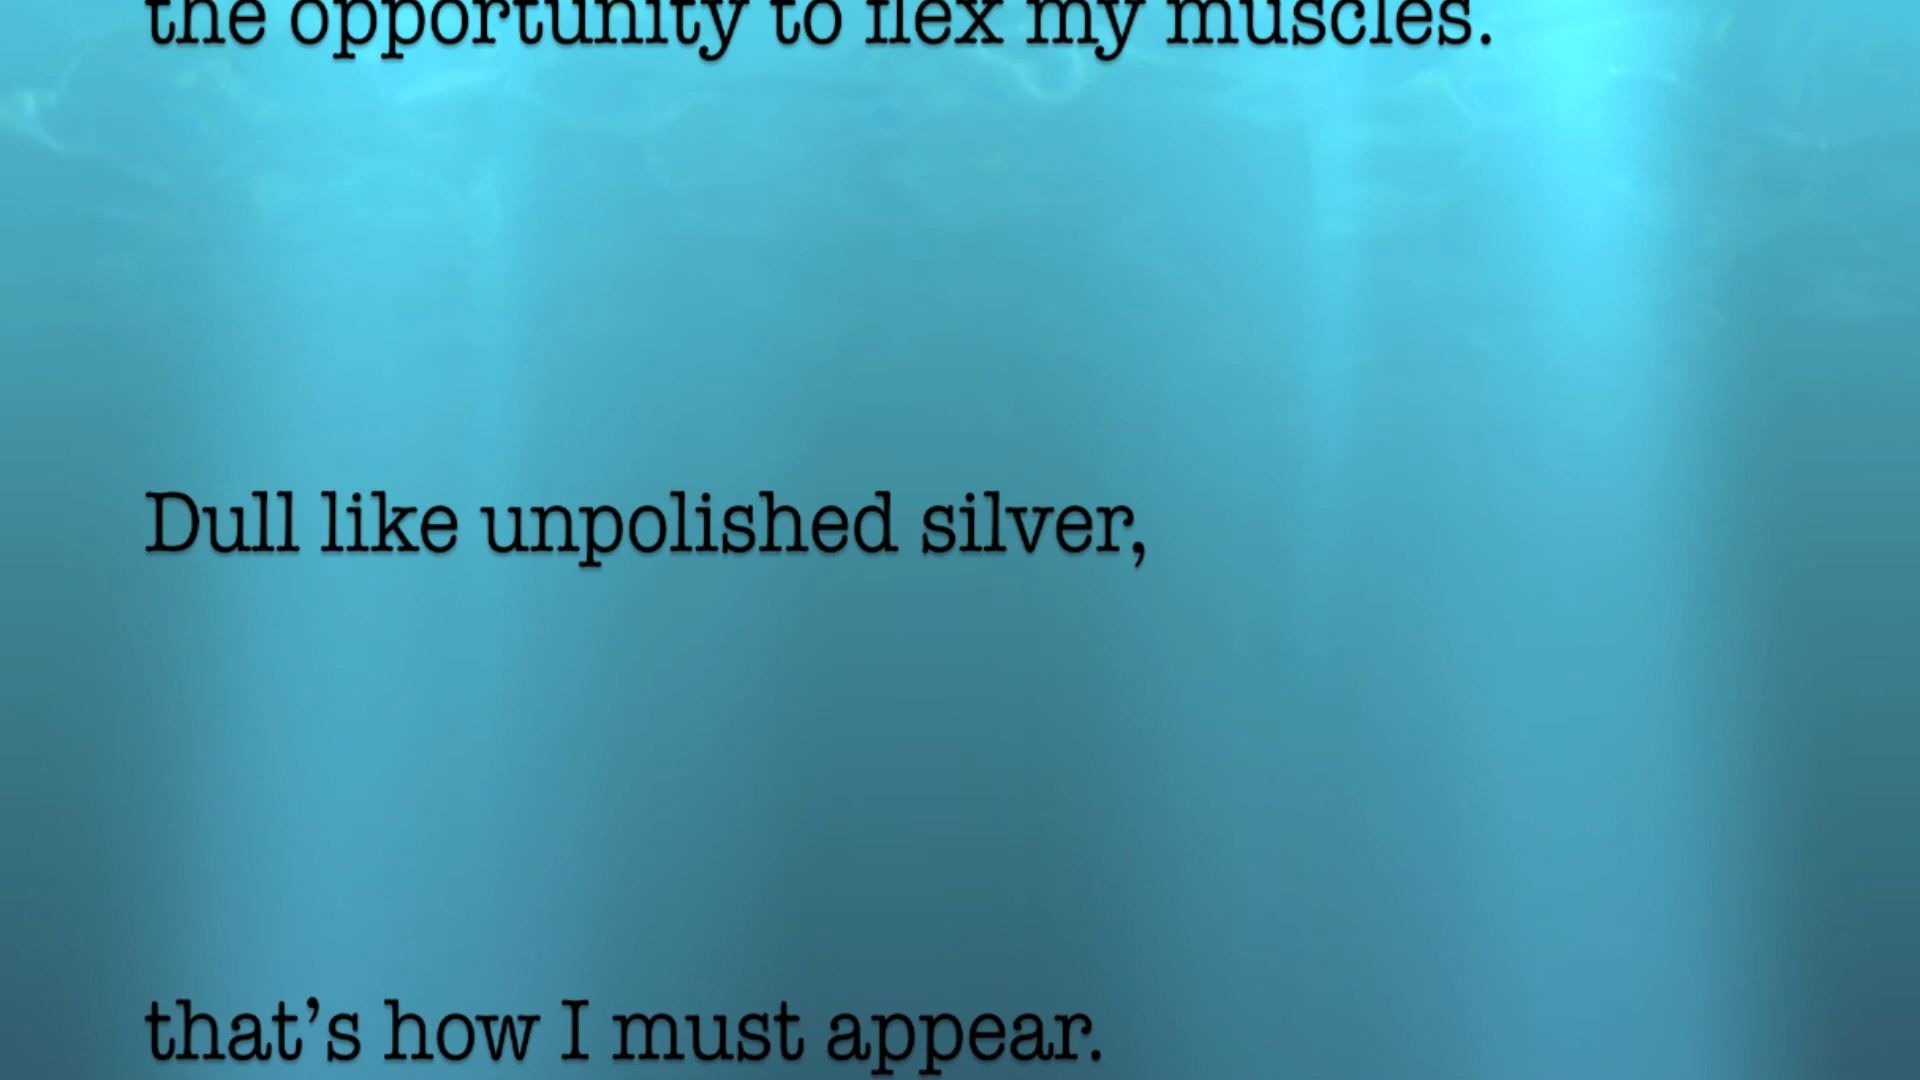 the opportunity to flex my muscles.
Dull like unpolished silver,
that’s how I must appear.